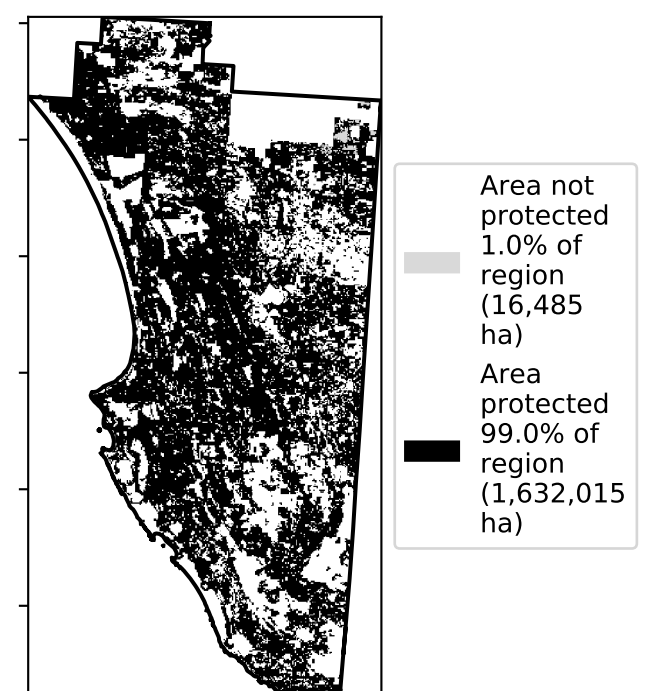 Area not
protected
1.0% of
region
(16,485
ha)
Area
protected
99.0% of
region
(1,632,015
ha)